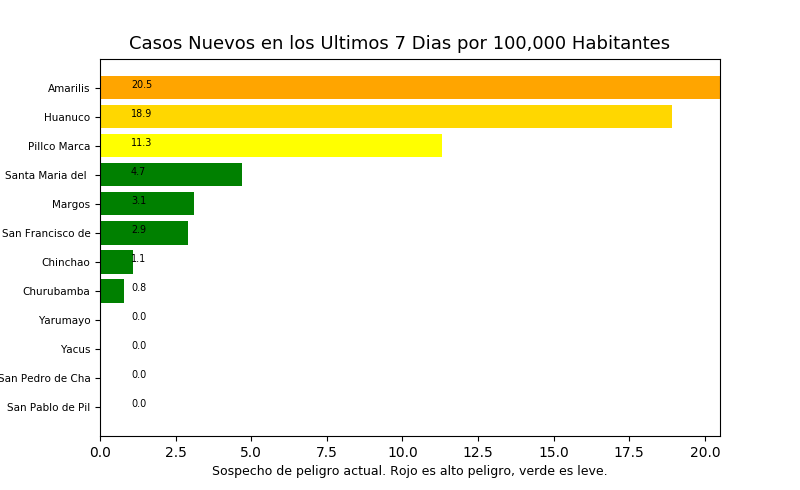 Casos Nuevos en los Ultimos 7 Dias por 100,000 Habitantes
Amarilis 20.5
Huanuco 18.9
Pillco Marca 11.3
Santa Maria del 4.7
Margos 3.1
San Francisco de 2.9
Chinchao 1.1
Churubamba 0.8
Yarumayo 0.0
Yacus 0.0
San Pedro de Cha 0.0
San Pablo de Pil 0.0
0.0 2.5 5.0 7.5 10.0 12.5 15.0 17.5 20.0
Sospecho de peligro actual. Rojo es alto peligro, verde es leve.